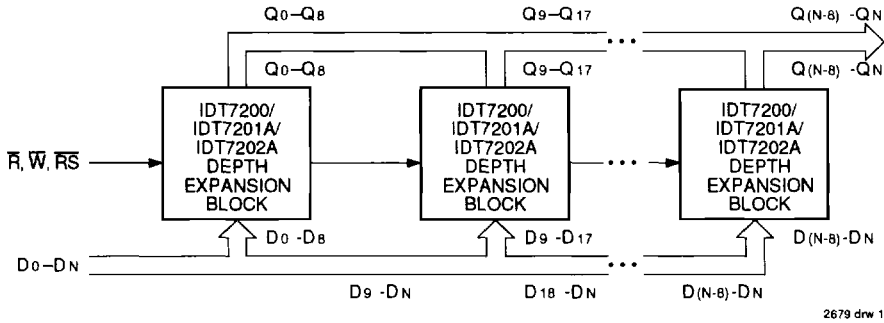 Q0–Q8 Q9–Q17 Q(N-8) -QN
Q0–Q8 Q9–Q17 Q(N-8) -QN
IDT7200/ IDT7200/ IDT7200/
IDT7201A/ IDT7201A/ IDT7201A/
IDT7202A IDT7202A IDT7202A
R̅, W̅, R̅S̅ DEPTH DEPTH ••• DEPTH
EXPANSION EXPANSION EXPANSION
BLOCK BLOCK BLOCK
D0 -D8 D9 -D17 D(N-8)-DN
D0–DN
D9 -DN D18 -DN D(N-8)-DN
2679 drw 1